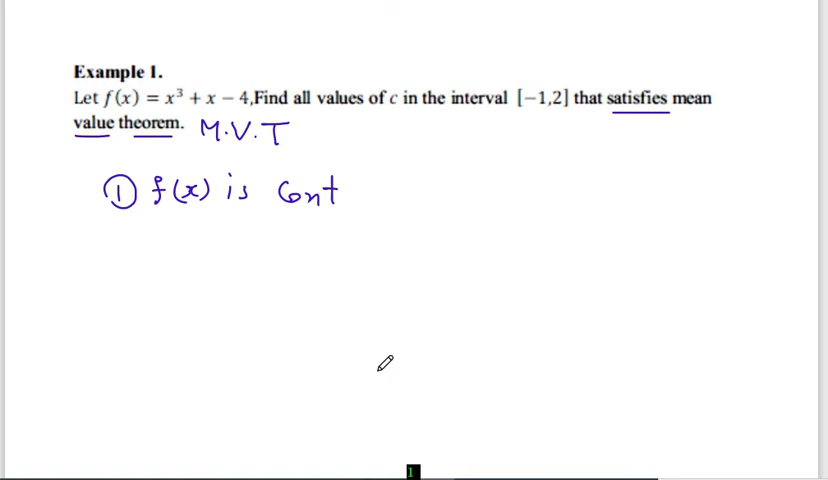 Example 1.
Let f(x) = x³ + x − 4,Find all values of c in the interval [−1,2] that satisfies mean
value theorem. M.V.T
① f(x) is Cont
1